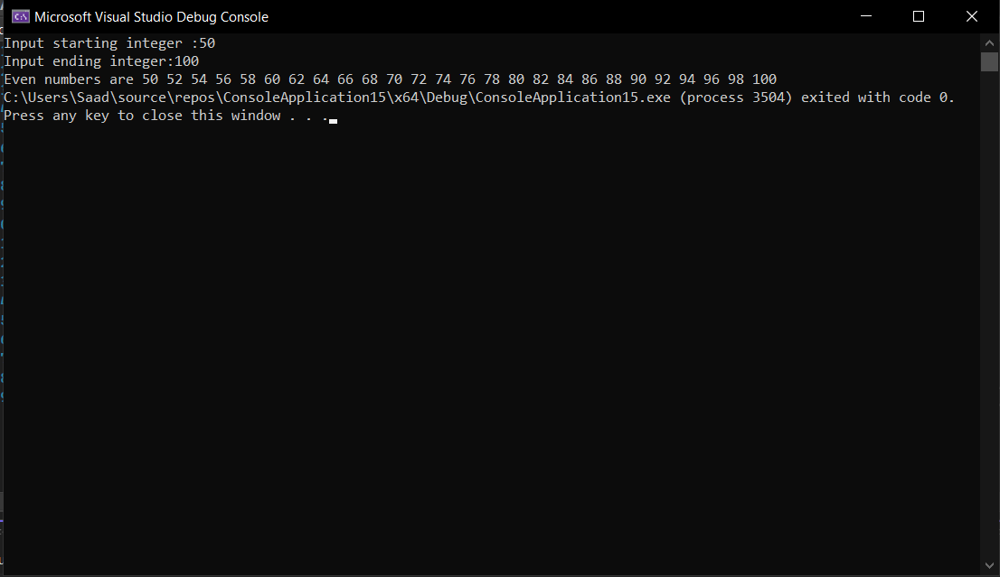 Microsoft Visual Studio Debug Console
Input starting integer :50
Input ending integer:100
Even numbers are 50 52 54 56 58 60 62 64 66 68 70 72 74 76 78 80 82 84 86 88 90 92 94 96 98 100
C:\Users\Saad\source\repos\ConsoleApplication15\x64\Debug\ConsoleApplication15.exe (process 3504) exited with code 0.
Press any key to close this window . . .